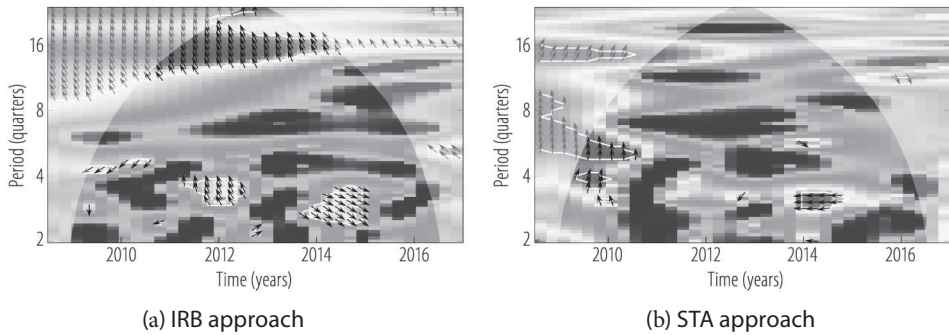 Period (quarters)
16
8
4
2
2010
2012
2014
2016
Time (years)
(a) IRB approach
Period (quarters)
16
8
4
2
2010
2012
2014
2016
Time (years)
(b) STA approach